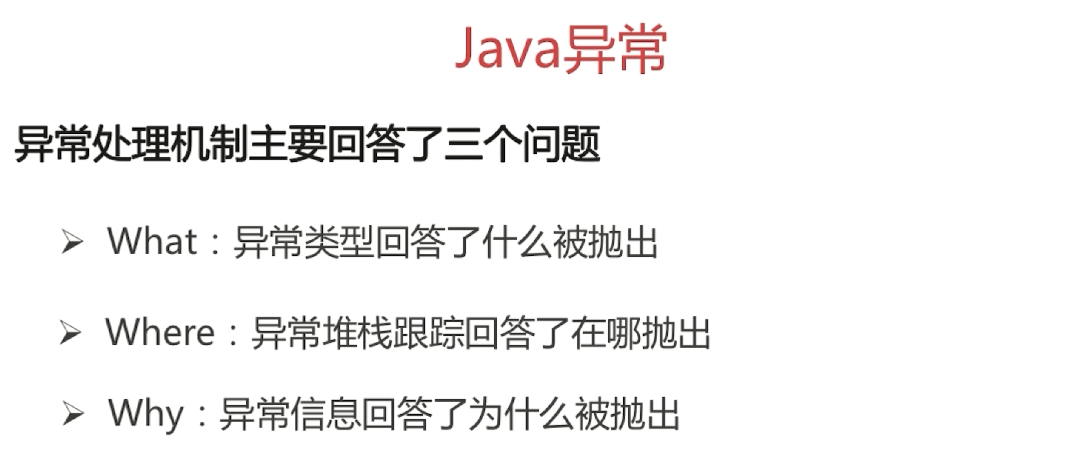 Java异常
异常处理机制主要回答了三个问题
➢ What：异常类型回答了什么被抛出
➢ Where：异常堆栈跟踪回答了在哪抛出
➢ Why：异常信息回答了为什么被抛出